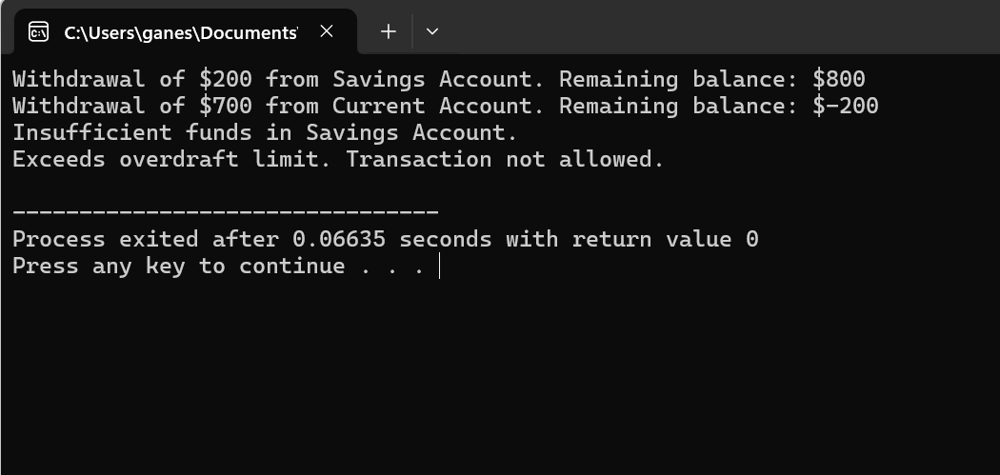 C:\Users\ganes\Documents'
Withdrawal of $200 from Savings Account. Remaining balance: $800
Withdrawal of $700 from Current Account. Remaining balance: $-200
Insufficient funds in Savings Account.
Exceeds overdraft limit. Transaction not allowed.
--------------------------------
Process exited after 0.06635 seconds with return value 0
Press any key to continue . . .